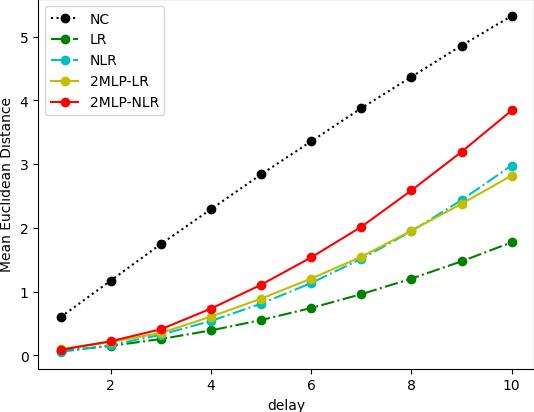 NC
LR
NLR
2MLP-LR
2MLP-NLR
Mean Euclidean Distance
5
4
3
2
1
0
2 4 6 8 10
delay